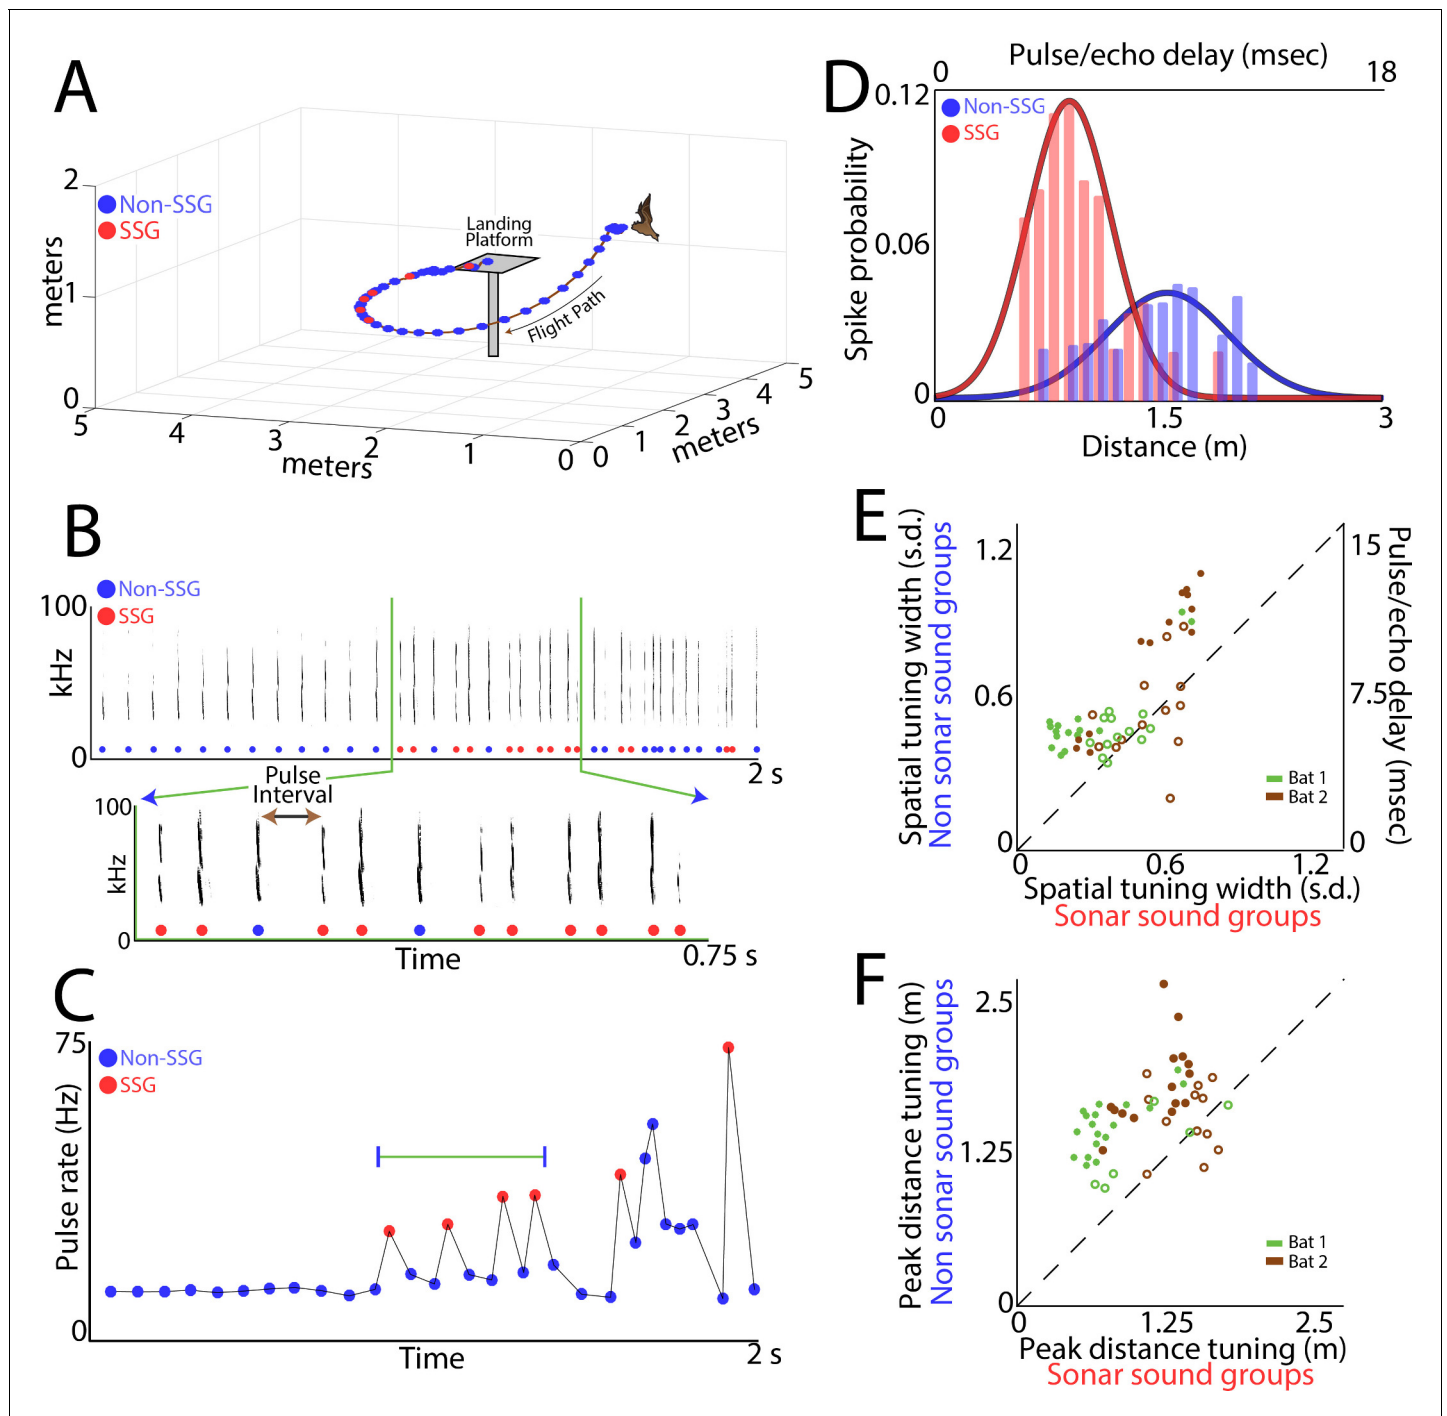 A
2
1
0
meters
Non-SSG
SSG
Landing
Platform
Flight Path
5
4
3
2
1
0
meters
0
1
2
3
4
5
meters
B
Non-SSG
SSG
100
0
kHz
2 s
Pulse
Interval
100
0
kHz
Time
0.75 s
C
75
0
Pulse rate (Hz)
Non-SSG
SSG
Time
2 s
D
Pulse/echo delay (msec)
0
18
0.12
0.06
0
Spike probability
Non-SSG
SSG
0
1.5
3
Distance (m)
E
Spatial tuning width (s.d.)
Non sonar sound groups
1.2
0.6
0
15
7.5
0
Pulse/echo delay (msec)
Bat 1
Bat 2
0
0.6
1.2
Spatial tuning width (s.d.)
Sonar sound groups
F
Peak distance tuning (m)
Non sonar sound groups
2.5
1.25
0
Bat 1
Bat 2
0
1.25
2.5
Peak distance tuning (m)
Sonar sound groups